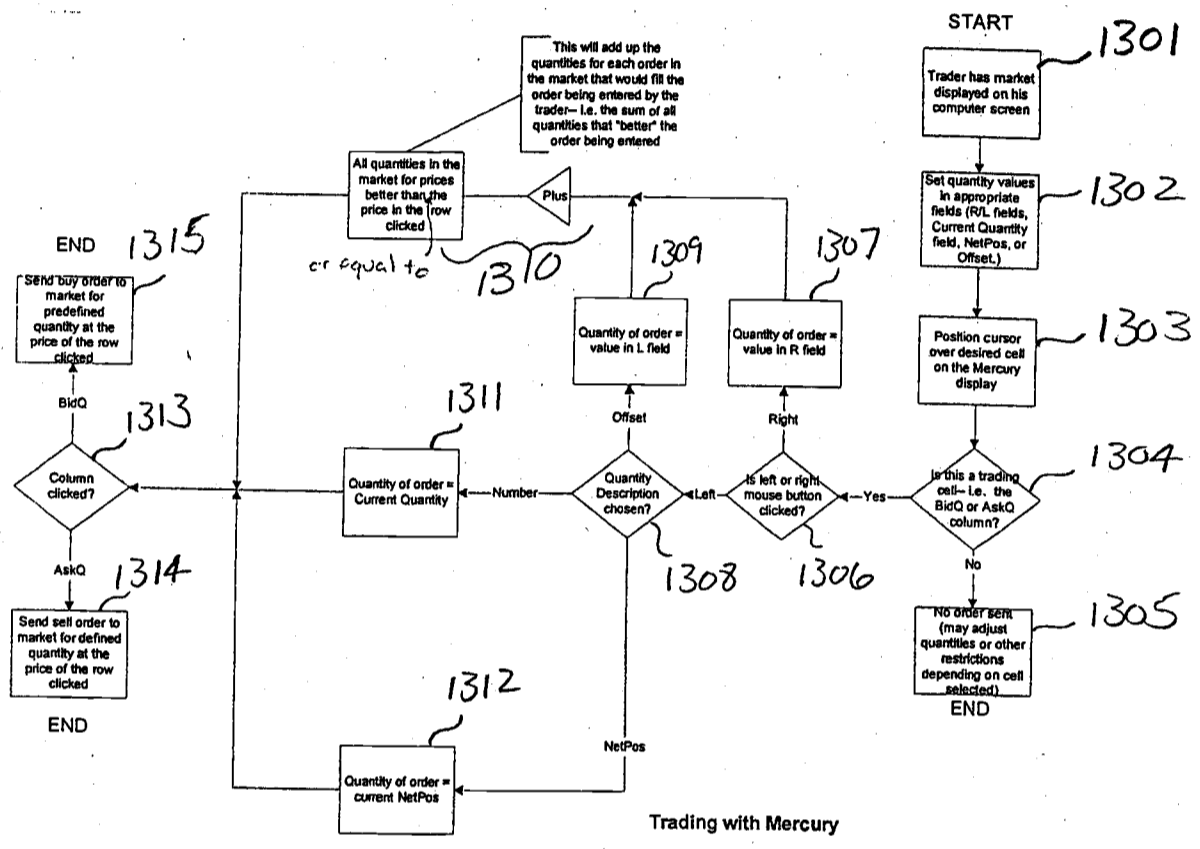 START
1301
Trader has market
displayed on his
computer screen
1302
Set quantity values
in appropriate
fields (R/L fields,
Current Quantity
field, NetPos, or
Offset.)
1303
Position cursor
over desired cell
on the Mercury
display
1304
Is this a trading
cell– i.e. the
BidQ or AskQ
column?
Yes
No
1305
No order sent
(may adjust
quantities or other
restrictions
depending on cell
selected)
END
1306
Is left or right
mouse button
clicked?
Right
Left
1307
Quantity of order =
value in R field
1308
Quantity
Description
chosen?
Offset
Number
NetPos
1309
Quantity of order =
value in L field
Plus
1310
This will add up the
quantities for each order in
the market that would fill the
order being entered by the
trader– i.e. the sum of all
quantities that "better" the
order being entered
All quantities in the
market for prices
better than the
price in the row
clicked
or equal to
1311
Quantity of order =
Current Quantity
1312
Quantity of order =
current NetPos
1313
Column
clicked?
BidQ
AskQ
1314
Send sell order to
market for defined
quantity at the
price of the row
clicked
END
END
1315
Send buy order to
market for
predefined
quantity at the
price of the row
clicked
Trading with Mercury